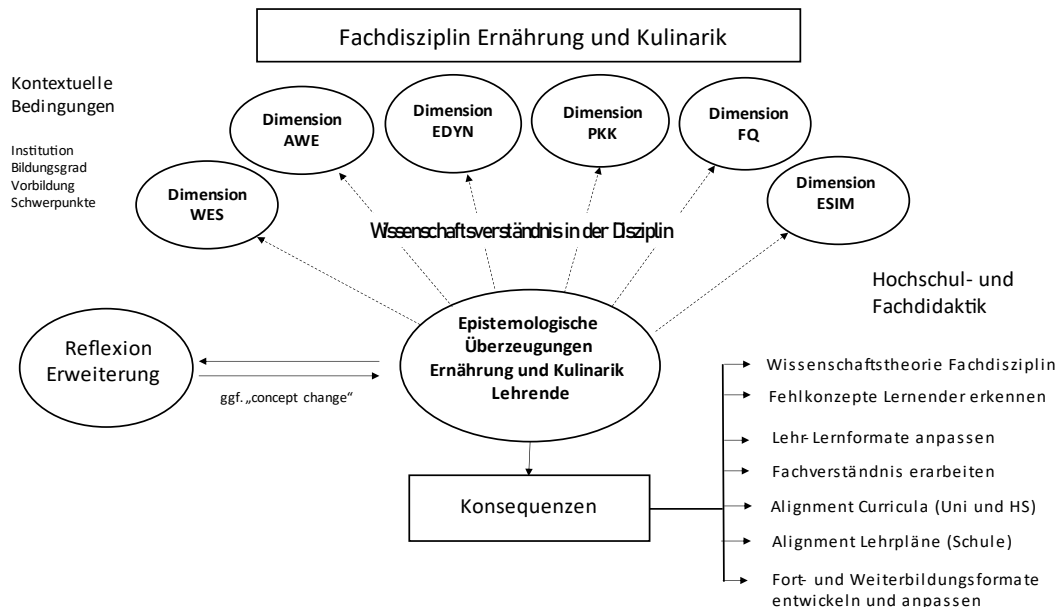 Fachdisziplin Ernährung und Kulinarik
Kontextuelle
Bedingungen
Institution
Bildungsgrad
Vorbildung
Schwerpunkte
Dimension
WES
Dimension
AWE
Dimension
EDYN
Dimension
PKK
Dimension
FQ
Dimension
ESIM
Wissenschaftsverständnis in der Disziplin
Hochschul- und
Fachdidaktik
Epistemologische
Überzeugungen
Ernährung und Kulinarik
Lehrende
Reflexion
Erweiterung
ggf. „concept change“
Konsequenzen
Wissenschaftstheorie Fachdisziplin
Fehlkonzepte Lernender erkennen
Lehr-Lernformate anpassen
Fachverständnis erarbeiten
Alignment Curricula (Uni und HS)
Alignment Lehrpläne (Schule)
Fort- und Weiterbildungsformate
entwickeln und anpassen